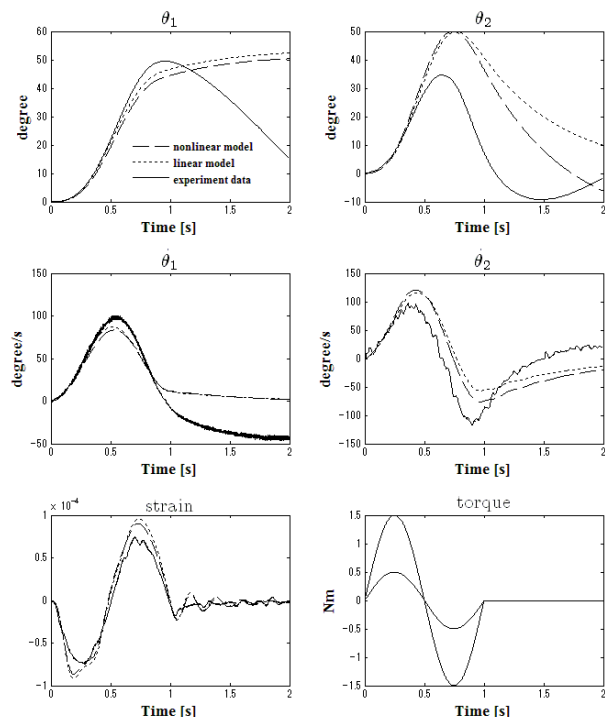 θ1 θ2
60 50
50 40
40 30
30 20
20 10
10 0
0 -10
degree degree
nonlinear model
linear model
experiment data
0 0.5 1 1.5 2 0 0.5 1 1.5 2
Time [s] Time [s]
θ̇1 θ̇2
150 150
100 100
50 50
0 0
-50 -50
-100
-150
degree/s degree/s
0 0.5 1 1.5 2 0 0.5 1 1.5 2
Time [s] Time [s]
× 10-4 strain torque
1 1.5
0.5 1.0
0 0.5
-0.5 0
-1 -0.5
-1.0
-1.5
Nm
0 0.5 1 1.5 2 0 0.5 1 1.5 2
Time [s] Time [s]